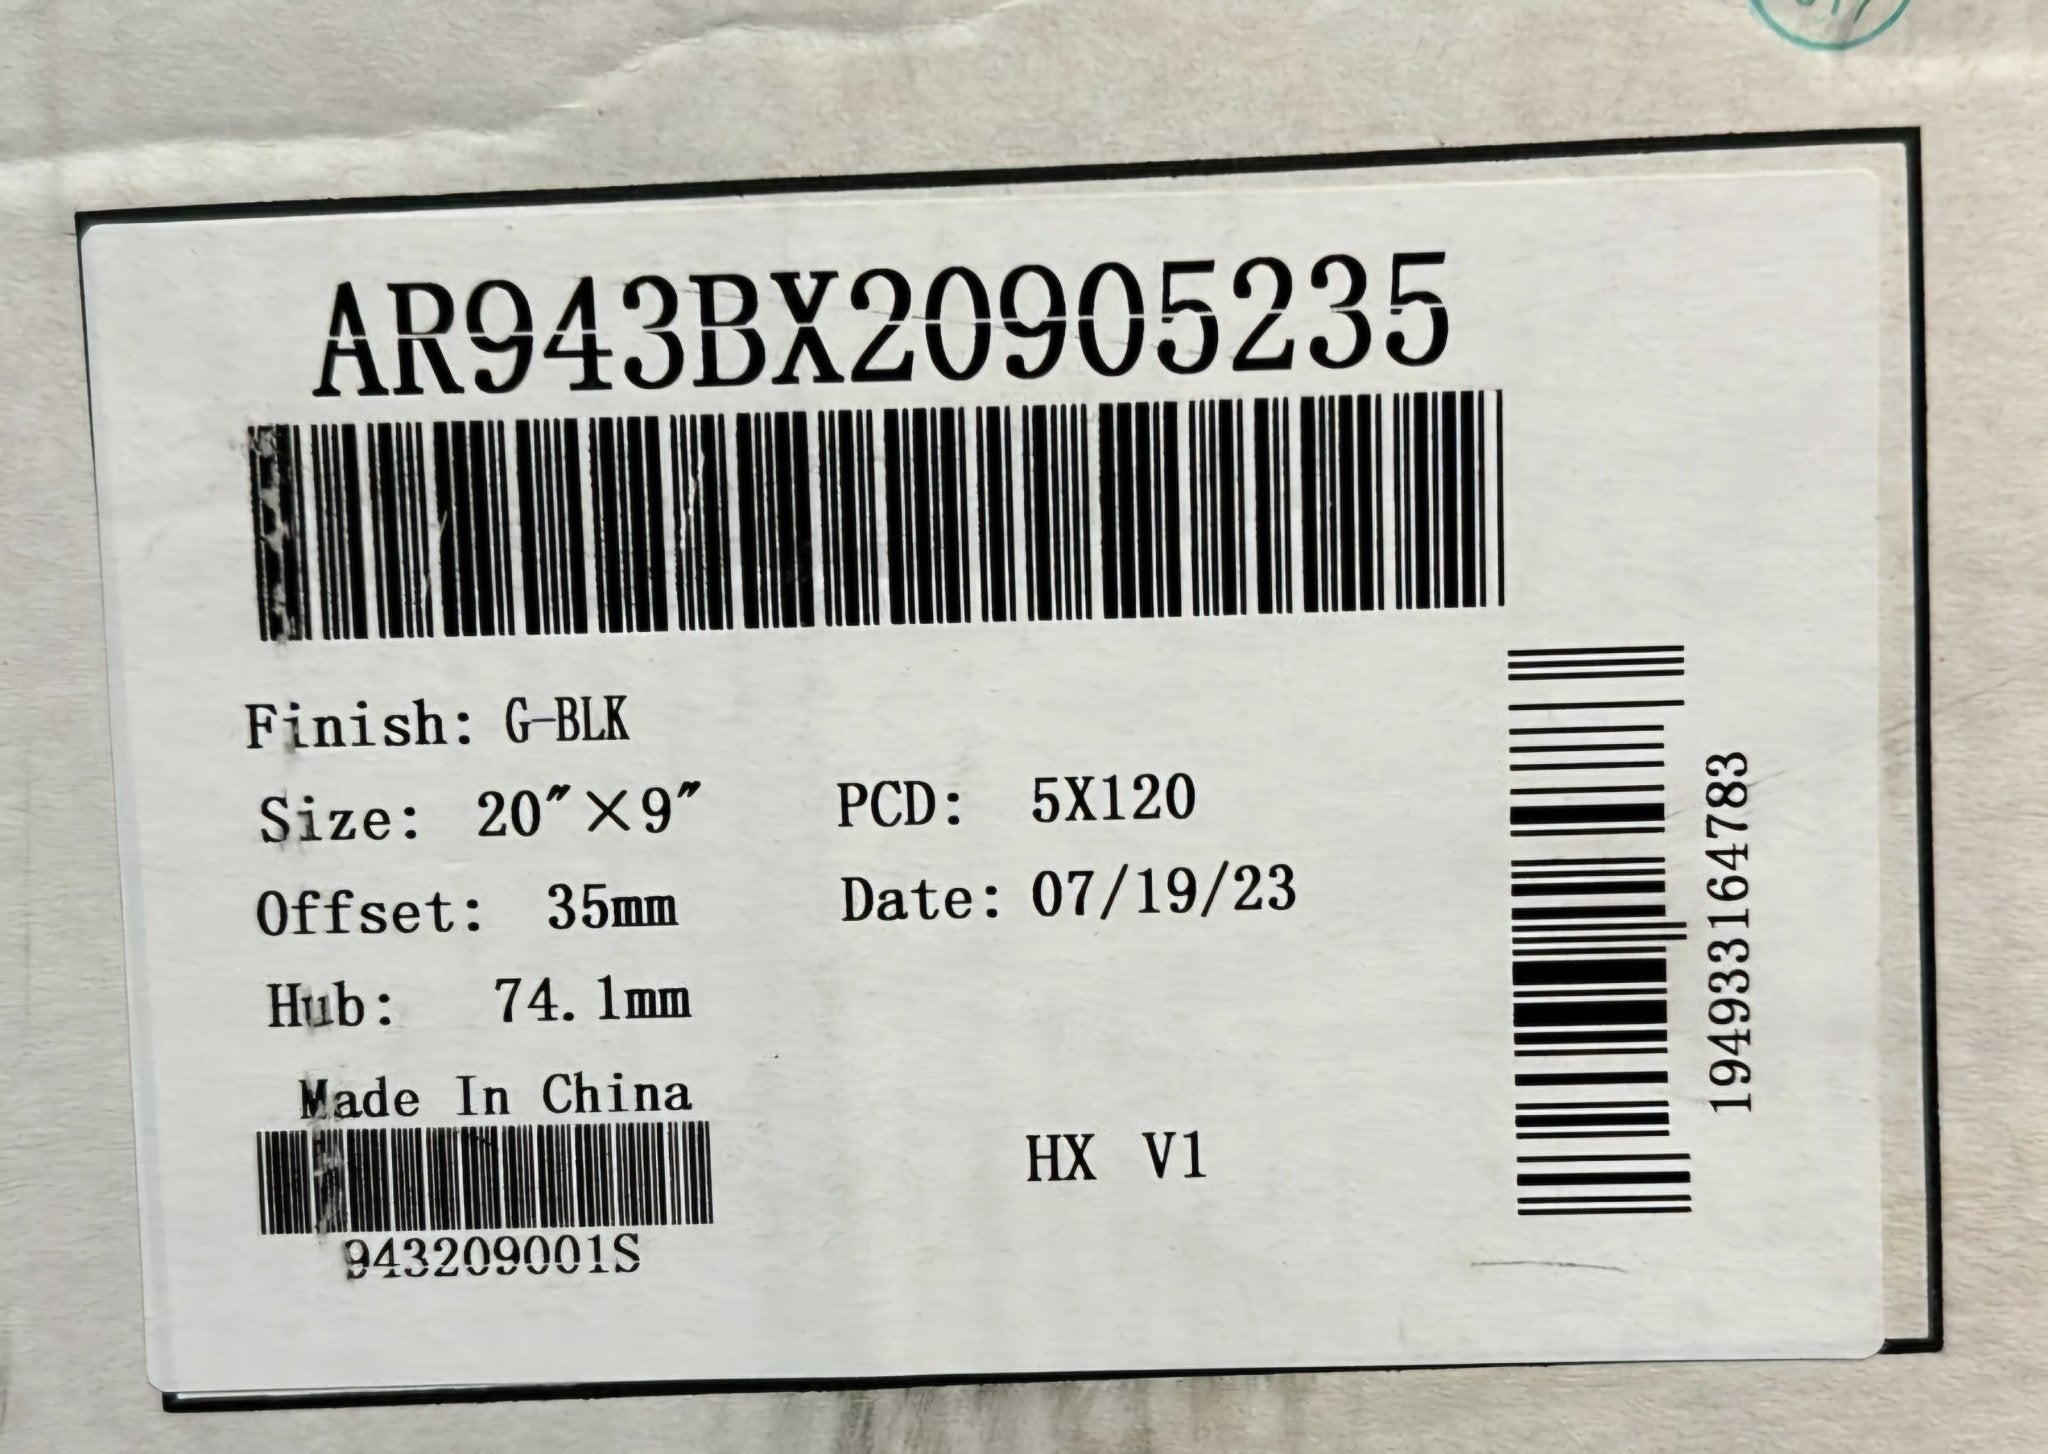 AR943BX20905235
Finish: G-BLK
Size: 20"×9" PCD: 5X120
Offset: 35mm Date: 07/19/23
Hub: 74.1mm
Made In China
943209001S
HX V1
194933164783